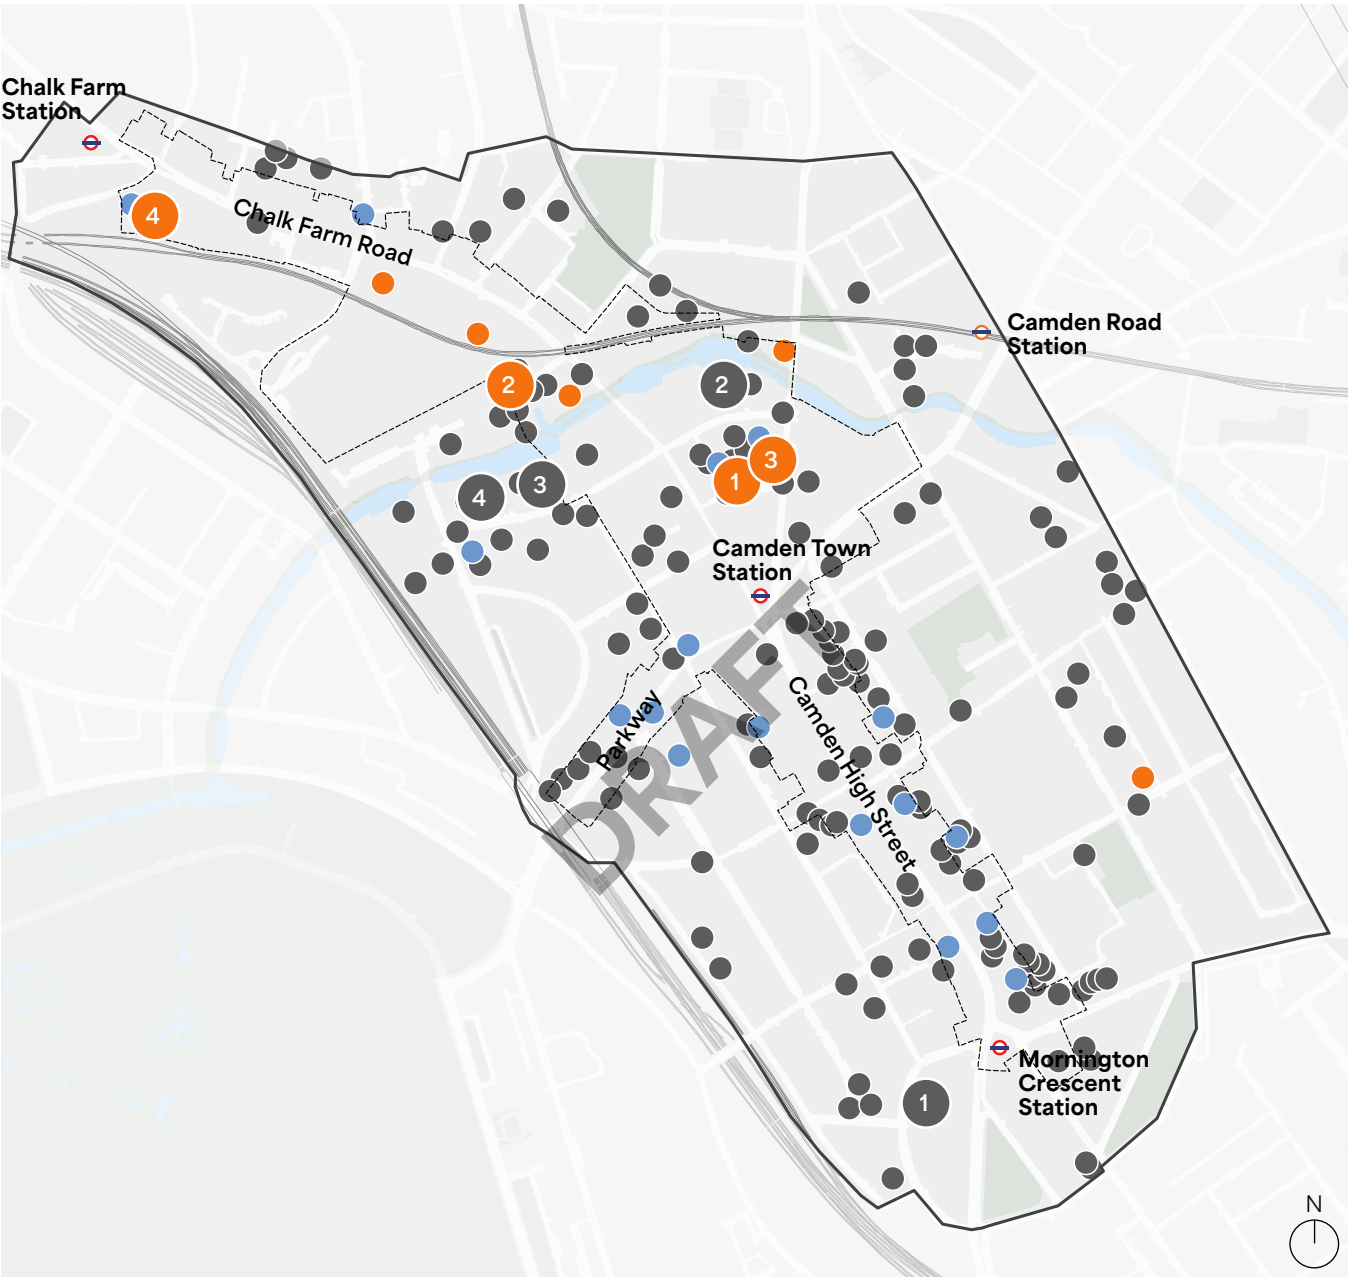 Chalk Farm
Station
4
Chalk Farm Road
Camden Road
Station
2
2
3
1
4
3
Camden Town
Station
DRAFT
Parkway
Camden High Street
Mornington
Crescent
Station
1
N